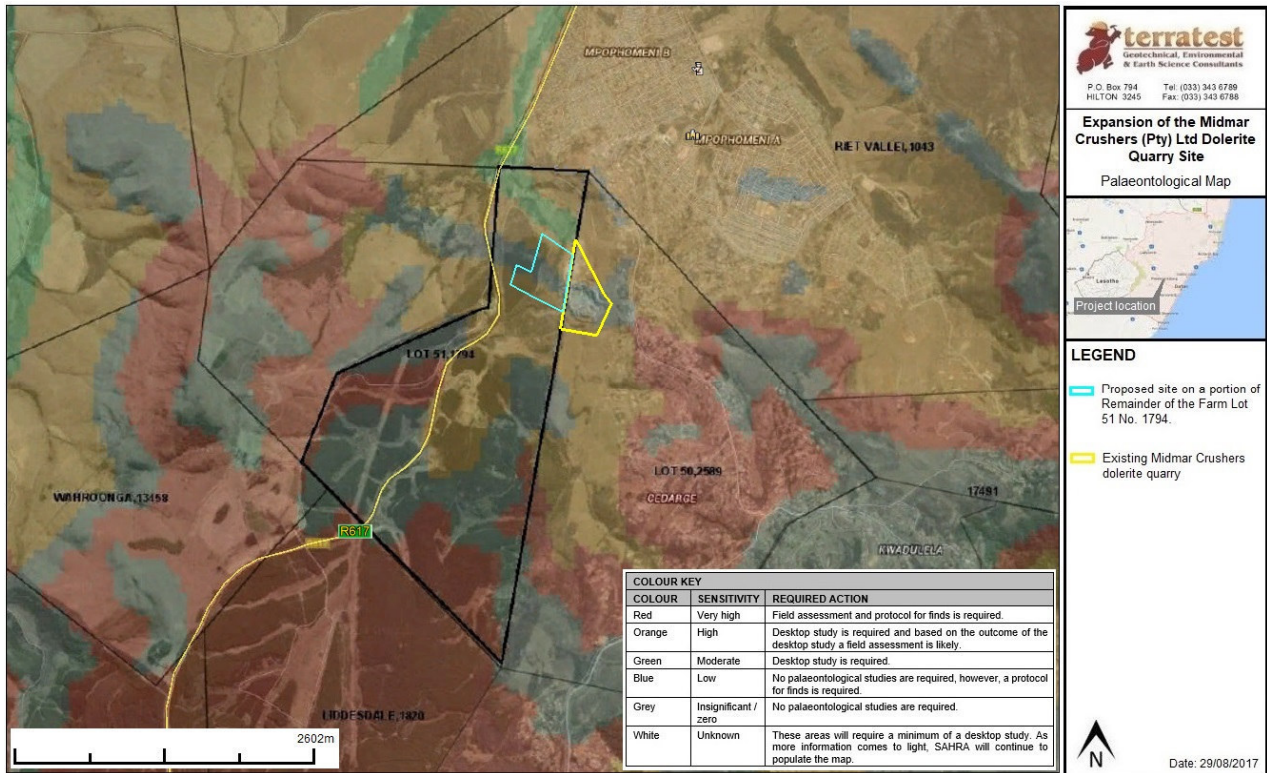 MPOPHOMENI B
MPOPHOMENI A
RIET VALLEI,1043
R617
LOT 51,1794
LOT 50,2589
CEDARGE
17491
KWADULELA
WAHROONGA,13458
R617
LIDDESDALE,1820
2602m
COLOUR KEY
COLOUR SENSITIVITY REQUIRED ACTION
Red Very high Field assessment and protocol for finds is required.
Orange High Desktop study is required and based on the outcome of the
desktop study a field assessment is likely.
Green Moderate Desktop study is required.
Blue Low No palaeontological studies are required, however, a protocol
for finds is required.
Grey Insignificant / No palaeontological studies are required.
zero
White Unknown These areas will require a minimum of a desktop study. As
more information comes to light, SAHRA will continue to
populate the map.
terratest
Geotechnical, Environmental
& Earth Science Consultants
P.O. Box 794 Tel: (033) 343 6789
HILTON 3245 Fax: (033) 343 6788
Expansion of the Midmar
Crushers (Pty) Ltd Dolerite
Quarry Site
Palaeontological Map
Lesotho
Project location
LEGEND
Proposed site on a portion of
Remainder of the Farm Lot
51 No. 1794.
Existing Midmar Crushers
dolerite quarry
N
Date: 29/08/2017